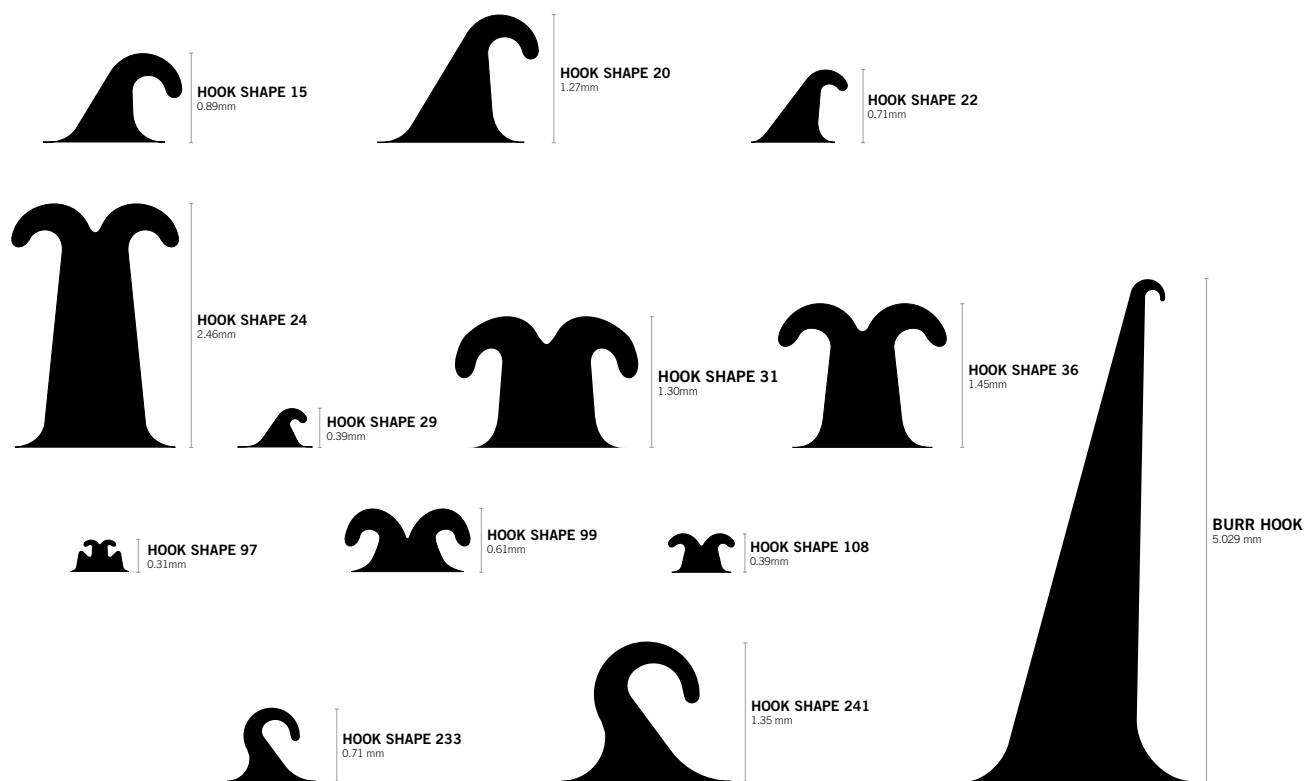 HOOK SHAPE 15
0.89mm
HOOK SHAPE 20
1.27mm
HOOK SHAPE 22
0.71mm
HOOK SHAPE 24
2.46mm
HOOK SHAPE 29
0.39mm
HOOK SHAPE 31
1.30mm
HOOK SHAPE 36
1.45mm
BURR HOOK
5.029 mm
HOOK SHAPE 97
0.31mm
HOOK SHAPE 99
0.61mm
HOOK SHAPE 108
0.39mm
HOOK SHAPE 233
0.71 mm
HOOK SHAPE 241
1.35 mm